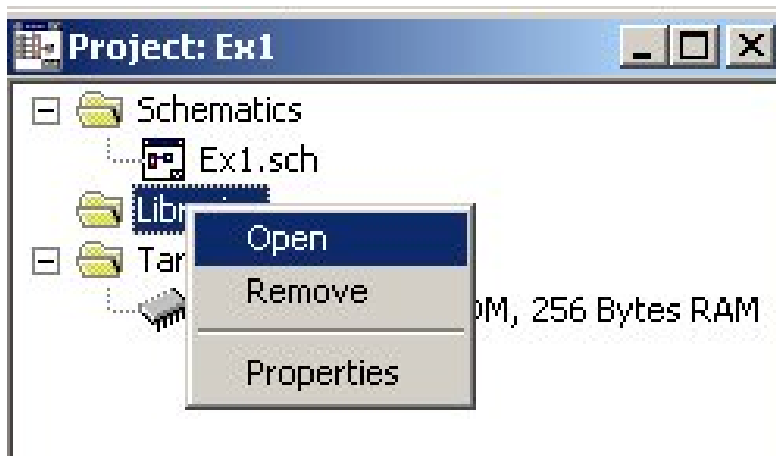 Project: Ex1
Schematics
Ex1.sch
Open
Remove
256 Bytes RAM
Properties